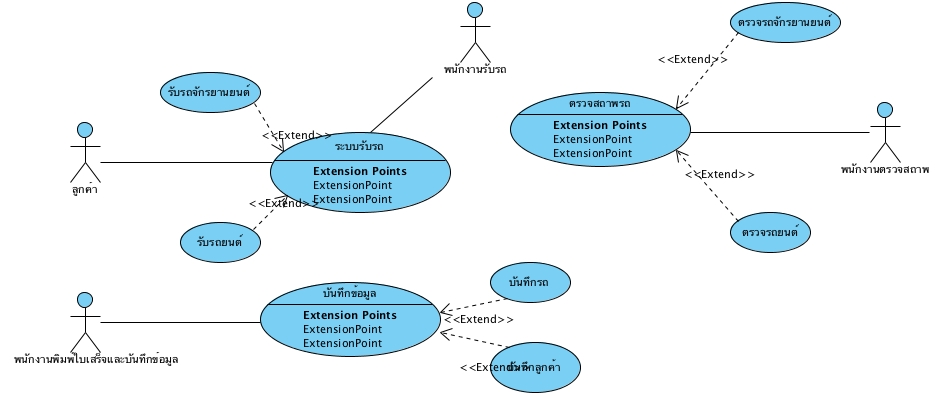 ตรวจรถจักรยานยนต์
<<Extend>>
พนักงานรับรถ
รับรถจักรยานยนต์
ตรวจสถาพรถ
Extension Points
ExtensionPoint
ExtensionPoint
<<Extend>>
ระบบรับรถ
Extension Points
ExtensionPoint
ExtensionPoint
ลูกค้า
พนักงานตรวจสถาพ
<<Extend>>
<<Extend>>
รับรถยนต์
ตรวจรถยนต์
บันทึกรถ
บันทึกข้อมูล
Extension Points
ExtensionPoint
ExtensionPoint
<<Extend>>
พนักงานพิมพ์ใบเสร็จและบันทึกข้อมูล
<<Extend>>
บันทึกลูกค้า